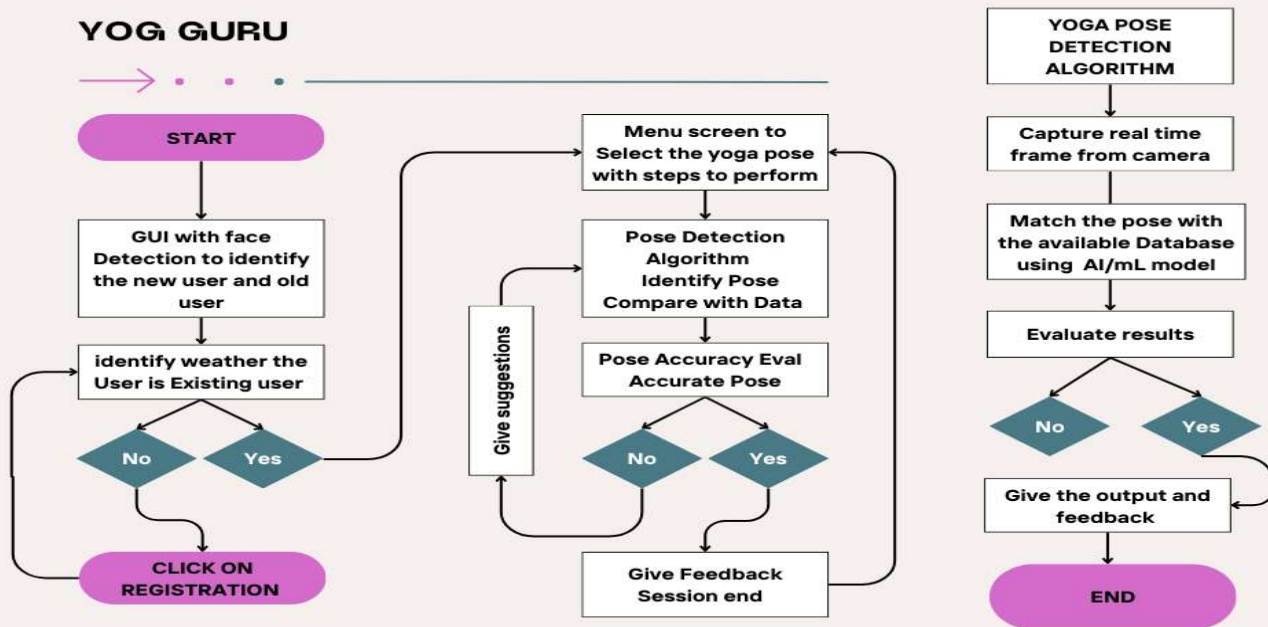 YOG GURU
START
GUI with face
Detection to identify
the new user and old
user
identify weather the
User is Existing user
No
Yes
CLICK ON
REGISTRATION
Menu screen to
Select the yoga pose
with steps to perform
Pose Detection
Algorithm
Identify Pose
Compare with Data
Give suggestions
Pose Accuracy Eval
Accurate Pose
No
Yes
Give Feedback
Session end
YOGA POSE
DETECTION
ALGORITHM
Capture real time
frame from camera
Match the pose with
the available Database
using AI/mL model
Evaluate results
No
Yes
Give the output and
feedback
END